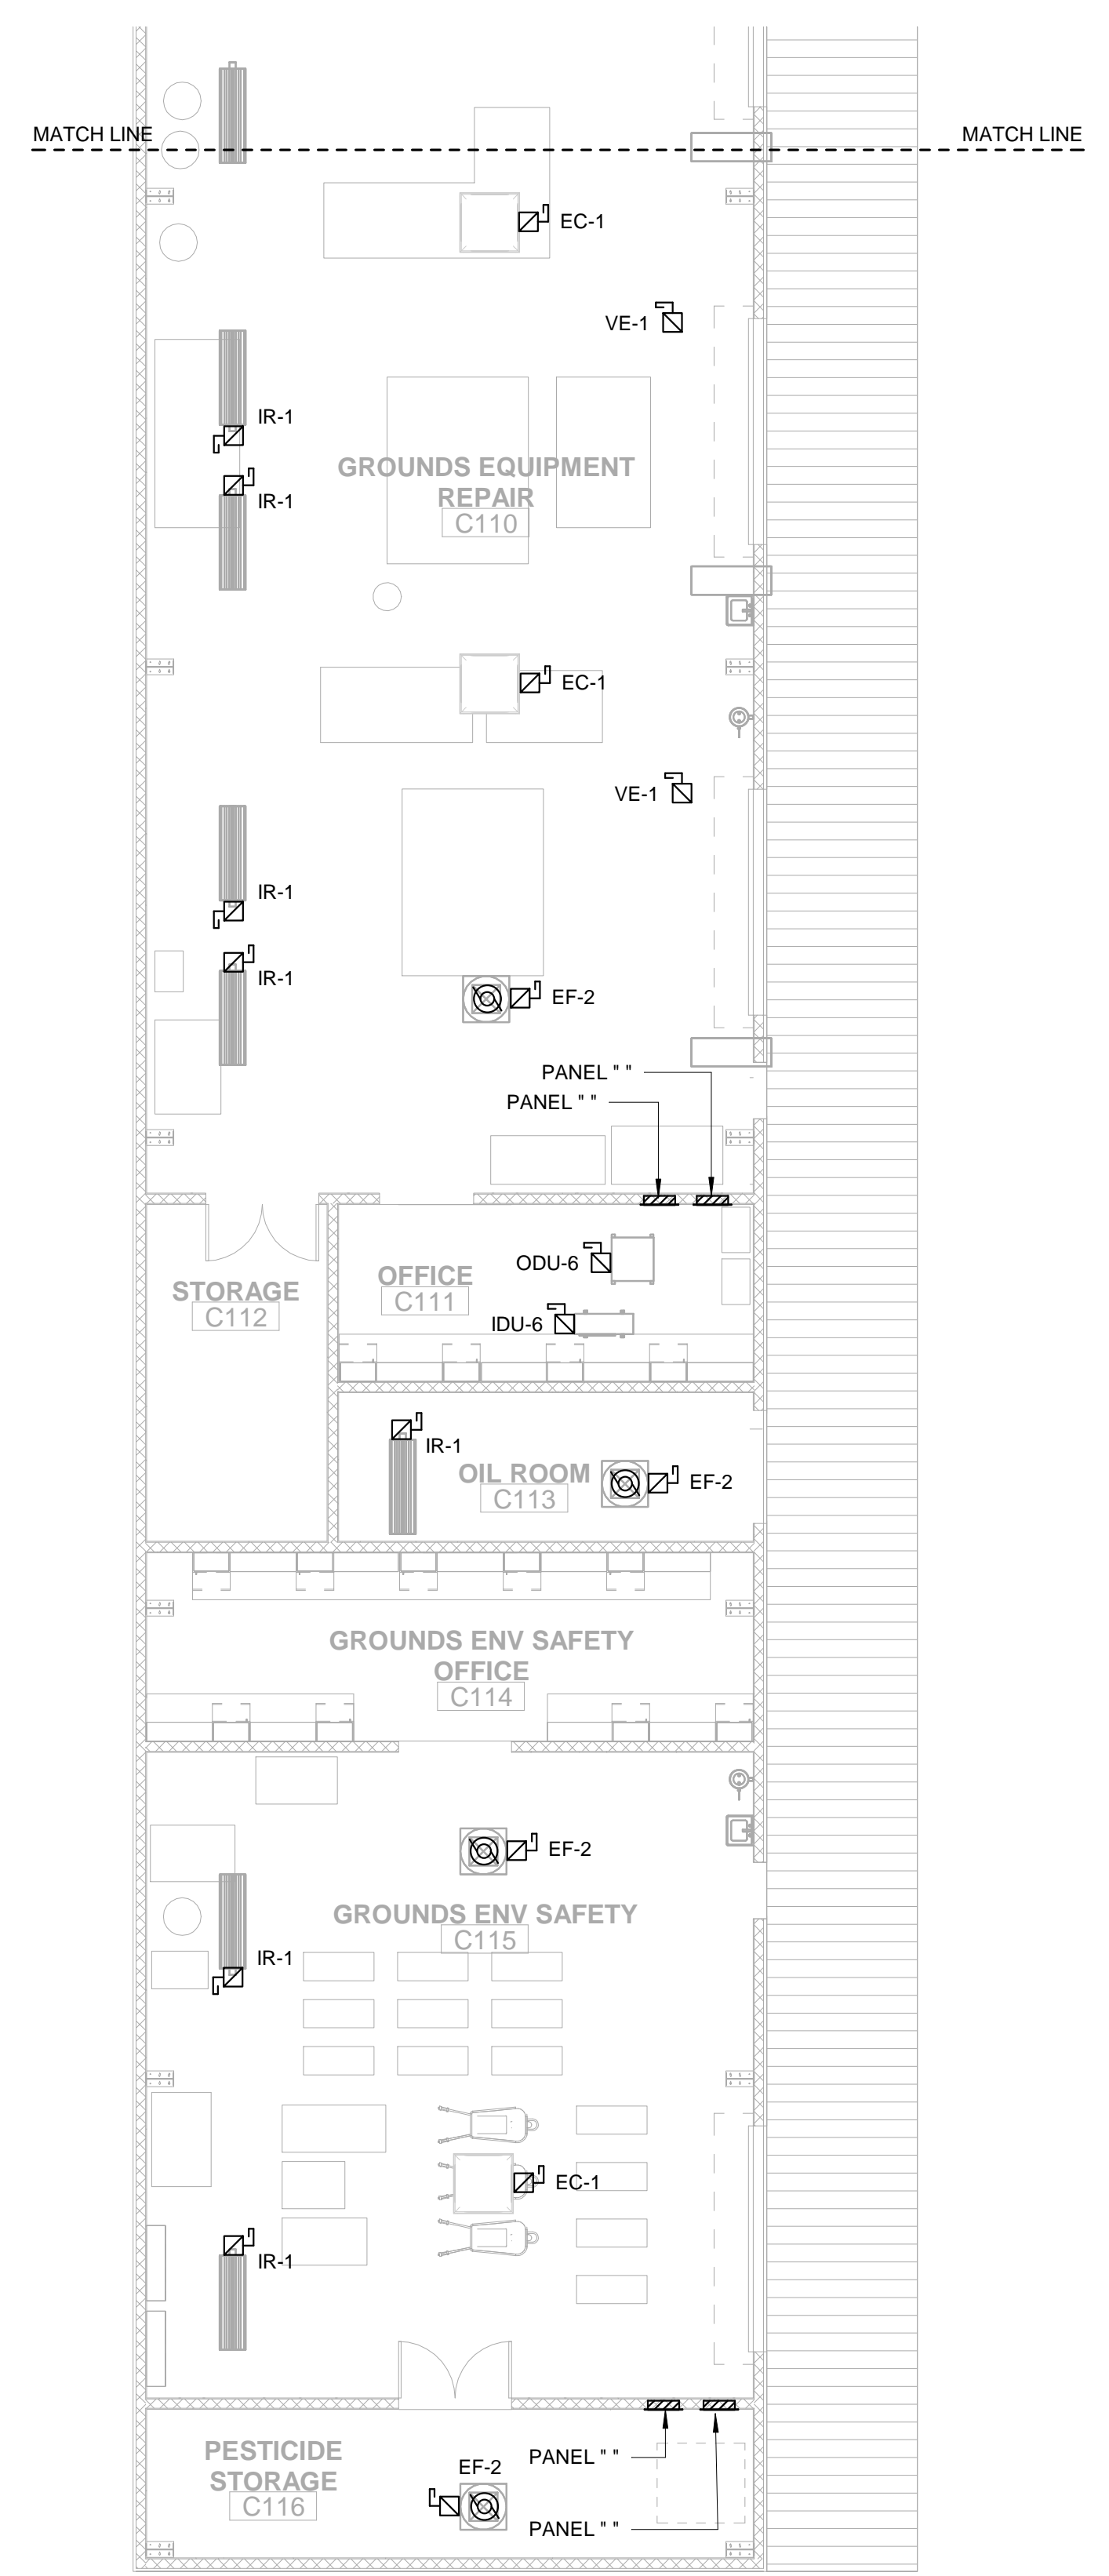 MATCH LINE
MATCH LINE
EC-1
VE-1
IR-1
GROUNDS EQUIPMENT
REPAIR
C110
IR-1
EC-1
VE-1
IR-1
IR-1
EF-2
PANEL " "
PANEL " "
ODU-6
OFFICE
C111
STORAGE
C112
IDU-6
IR-1
OIL ROOM
C113
EF-2
GROUNDS ENV SAFETY
OFFICE
C114
EF-2
GROUNDS ENV SAFETY
C115
IR-1
EC-1
IR-1
PESTICIDE
STORAGE
C116
EF-2
PANEL " "
PANEL " "